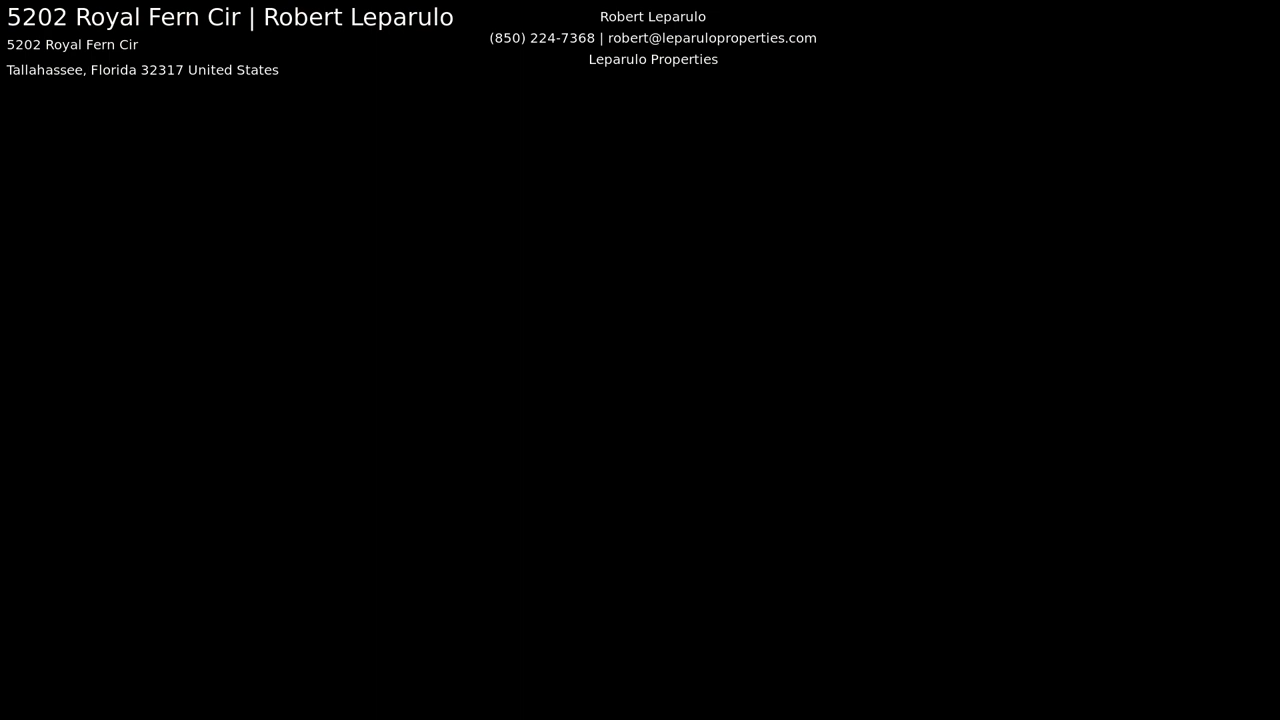 5202 Royal Fern Cir | Robert Leparulo
5202 Royal Fern Cir
Tallahassee, Florida 32317 United States
Robert Leparulo
(850) 224-7368 | robert@leparuloproperties.com
Leparulo Properties